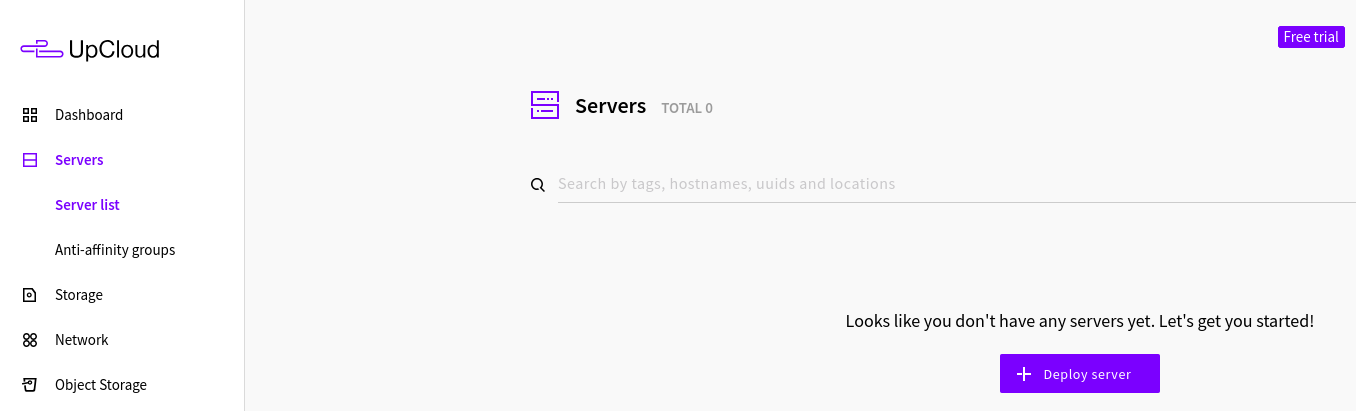 UpCloud
Dashboard
Servers
Server list
Anti-affinity groups
Storage
Network
Object Storage
Free trial
Servers TOTAL 0
Search by tags, hostnames, uuids and locations
Looks like you don't have any servers yet. Let's get you started!
Deploy server